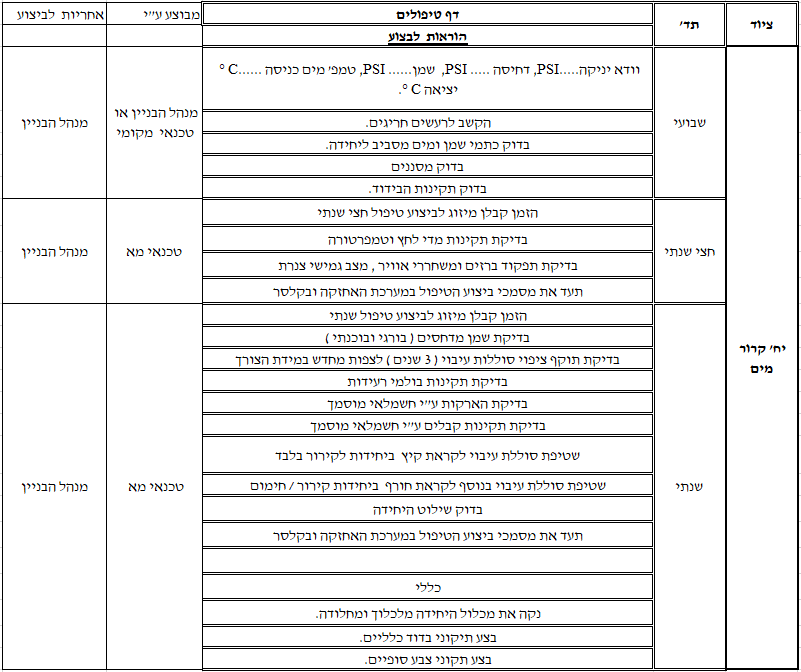 ציוד
תד'
דף טיפולים
מבוצע ע"י
אחריות לביצוע
הוראות לבצוע
יח' קרור
מים
שבועי
וודא יניקה.....PSI, דחיסה ..... PSI, שמן...... PSI, טמפ' מים כניסה ......C °
יציאה C °.
הקשב לרעשים חריגים.
בדוק כתמי שמן ומים מסביב ליחידה.
בדוק מסננים
בדוק תקינות הבידוד.
מנהל הבניין או
טכנאי מקומי
מנהל הבניין
חצי שנתי
הזמן קבלן מיזוג לביצוע טיפול חצי שנתי
בדיקת תקינות מדי לחץ וטמפרטורה
בדיקת תפקוד ברזים ומשחררי אוויר , מצב גמישי צנרת
תעד את מסמכי ביצוע הטיפול במערכת האחזקה ובקלסר
טכנאי מא
מנהל הבניין
שנתי
הזמן קבלן מיזוג לביצוע טיפול שנתי
בדיקת שמן מדחסים ( בורגי ובוכנתי )
בדיקת תוקף ציפוי סוללות עיבוי ( 3 שנים ) לצפות מחדש במידת הצורך
בדיקת תקינות בולמי רעידות
בדיקת הארקות ע"י חשמלאי מוסמך
בדיקת תקינות קבלים ע"י חשמלאי מוסמך
שטיפת סוללת עיבוי לקראת קיץ ביחידות לקירור בלבד
שטיפת סוללת עיבוי בנוסף לקראת חורף ביחידות קירור / חימום
בדוק שילוט היחידה
תעד את מסמכי ביצוע הטיפול במערכת האחזקה ובקלסר
כללי
נקה את מכלול היחידה מלכלוך ומחלודה.
בצע תיקוני בדוד כלליים.
בצע תקוני צבע סופיים.
טכנאי מא
מנהל הבניין